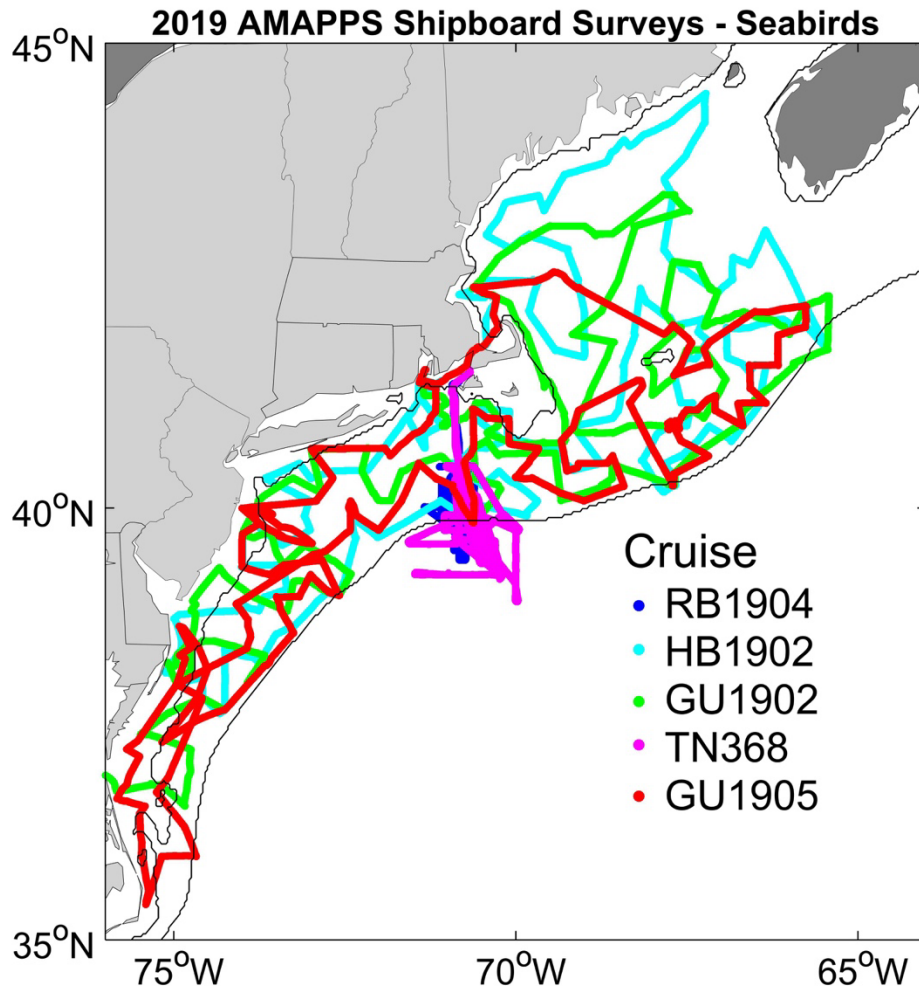 2019 AMAPPS Shipboard Surveys - Seabirds
45°N
40°N
Cruise
RB1904
HB1902
GU1902
TN368
GU1905
35°N
75°W 70°W 65°W